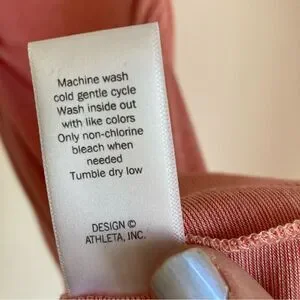 Machine wash
cold gentle cycle
Wash inside out
with like colors
Only non-chlorine
bleach when
needed
Tumble dry low
DESIGN ©
ATHLETA, INC.